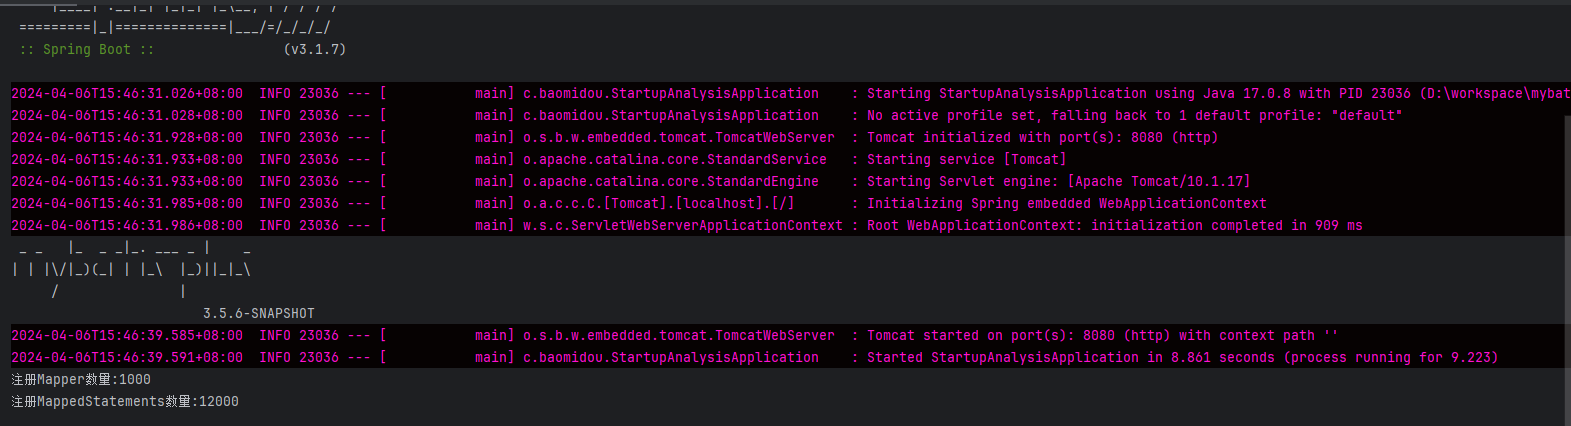 =========|_|==============|___/=/_/_/_/
 :: Spring Boot ::                (v3.1.7)
2024-04-06T15:46:31.026+08:00  INFO 23036 --- [           main] c.baomidou.StartupAnalysisApplication    : Starting StartupAnalysisApplication using Java 17.0.8 with PID 23036 (D:\workspace\mybat
2024-04-06T15:46:31.028+08:00  INFO 23036 --- [           main] c.baomidou.StartupAnalysisApplication    : No active profile set, falling back to 1 default profile: "default"
2024-04-06T15:46:31.928+08:00  INFO 23036 --- [           main] o.s.b.w.embedded.tomcat.TomcatWebServer  : Tomcat initialized with port(s): 8080 (http)
2024-04-06T15:46:31.933+08:00  INFO 23036 --- [           main] o.apache.catalina.core.StandardService   : Starting service [Tomcat]
2024-04-06T15:46:31.933+08:00  INFO 23036 --- [           main] o.apache.catalina.core.StandardEngine    : Starting Servlet engine: [Apache Tomcat/10.1.17]
2024-04-06T15:46:31.985+08:00  INFO 23036 --- [           main] o.a.c.c.C.[Tomcat].[localhost].[/]       : Initializing Spring embedded WebApplicationContext
2024-04-06T15:46:31.986+08:00  INFO 23036 --- [           main] w.s.c.ServletWebServerApplicationContext : Root WebApplicationContext: initialization completed in 909 ms
 _ _   |_  _ _|_. ___ _ |    _
| | |\/|_)(_| | |_\  |_)||_|_\
     /               |
                        3.5.6-SNAPSHOT
2024-04-06T15:46:39.585+08:00  INFO 23036 --- [           main] o.s.b.w.embedded.tomcat.TomcatWebServer  : Tomcat started on port(s): 8080 (http) with context path ''
2024-04-06T15:46:39.591+08:00  INFO 23036 --- [           main] c.baomidou.StartupAnalysisApplication    : Started StartupAnalysisApplication in 8.861 seconds (process running for 9.223)
注册Mapper数量:1000
注册MappedStatements数量:12000